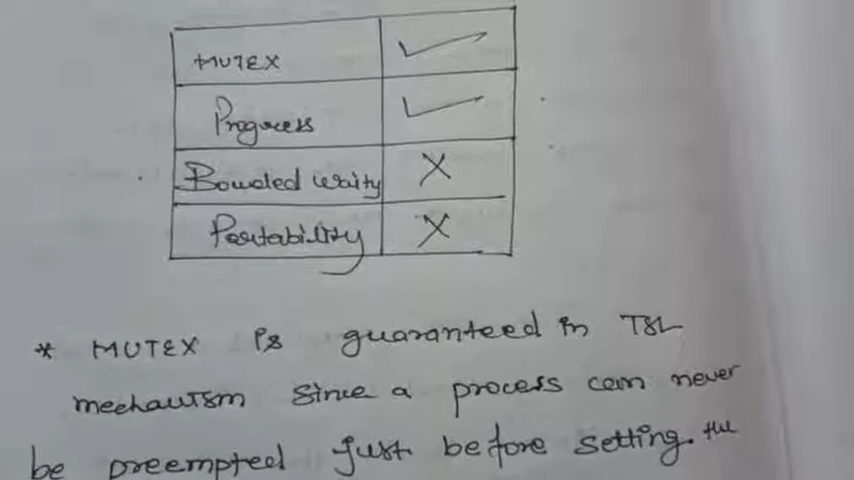 MUTEX ✓
Progress ✓
Bounded waity X
Portability X
* MUTEX is guaranteed in TSL
mechanism since a process can never
be preempted just before setting the